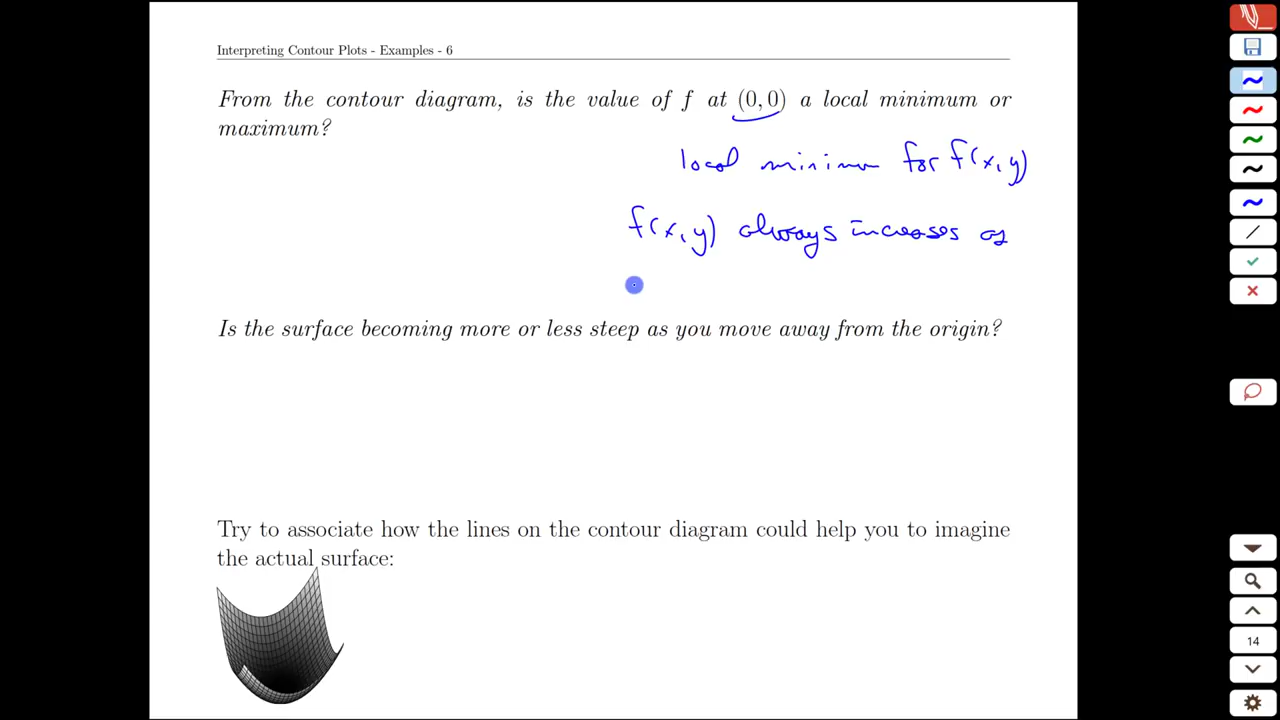 Interpreting Contour Plots - Examples - 6
From the contour diagram, is the value of f at (0, 0) a local minimum or
maximum?
local minimum for f(x, y)
f(x, y) always increases as
Is the surface becoming more or less steep as you move away from the origin?
Try to associate how the lines on the contour diagram could help you to imagine
the actual surface:
14